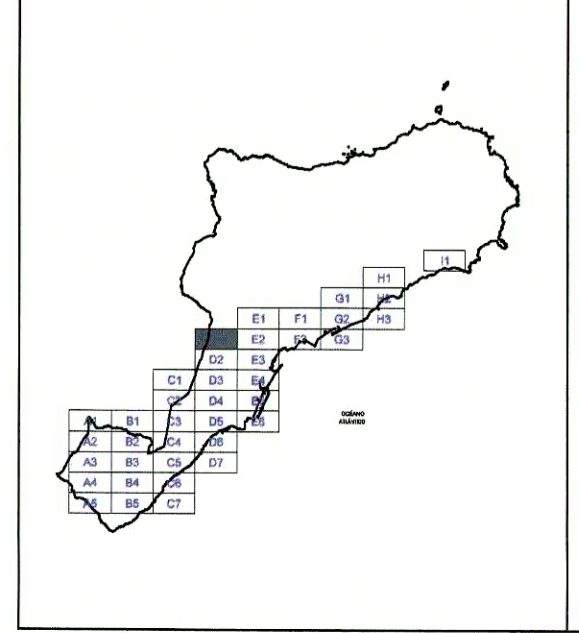 I1
H1
G1 H2
E1 F1 G2 H3
E2 F2 G3
D2 E3
C1 D3 E4
C2 D4
A1 B1 C3 D5 E6
OCÉANO
ATLÁNTICO
A2 B2 C4 D6
A3 B3 C5 D7
A4 B4 C6
A5 B5 C7